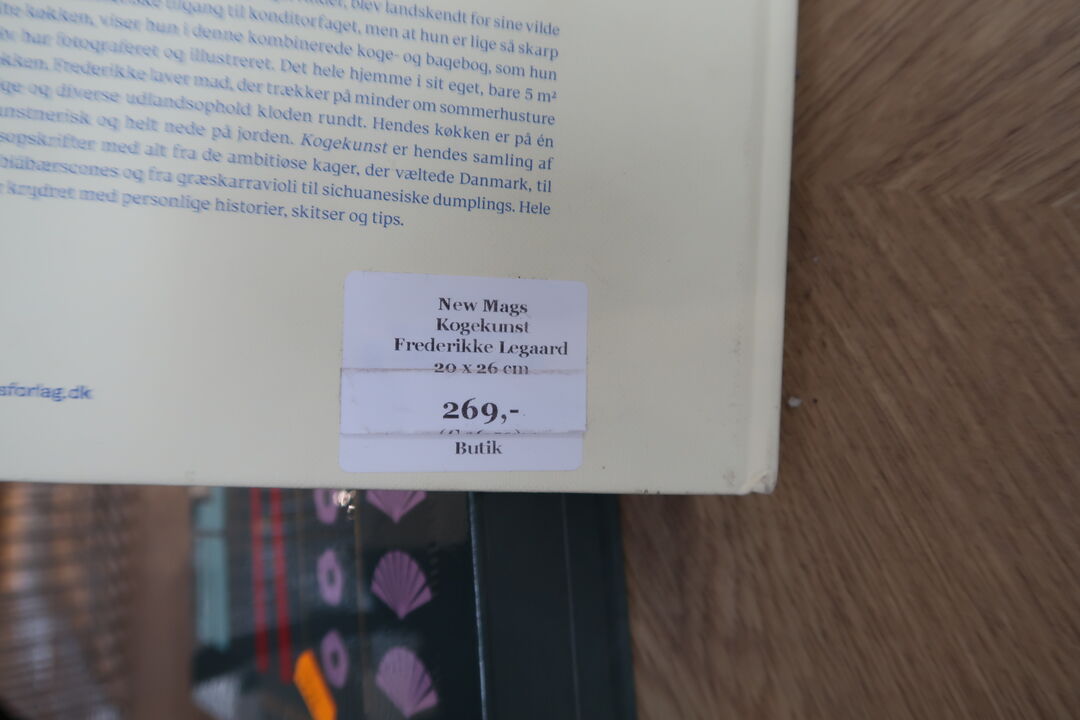 blev landskendt for sine vilde
tilgang til konditorfaget, men at hun er lige så skarp
køkken, viser hun i denne kombinerede koge- og bagebog, som hun
har fotograferet og illustreret. Det hele hjemme i sit eget, bare 5 m²
Frederikke laver mad, der trækker på minder om sommerhusture
og diverse udlandsophold kloden rundt. Hendes køkken er på én
og helt nede på jorden. Kogekunst er hendes samling af
med alt fra de ambitiøse kager, der væltede Danmark, til
blåbærscones og fra græskarravioli til sichuanesiske dumplings. Hele
krydret med personlige historier, skitser og tips.
sforlag.dk
New Mags
Kogekunst
Frederikke Legaard
20 x 26 cm
269,-
Butik